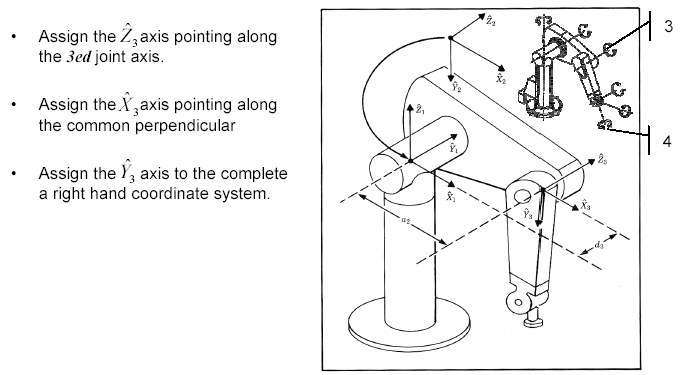 • Assign the Ẑ₃ axis pointing along
the 3ed joint axis.
• Assign the X̂₃ axis pointing along
the common perpendicular
• Assign the Ŷ₃ axis to the complete
a right hand coordinate system.
Ẑ₂
X̂₂
Ŷ₂
Ẑ₁
Ŷ₁
X̂₁
Ẑ₃
X̂₃
Ŷ₃
a₂
d₃
3
4